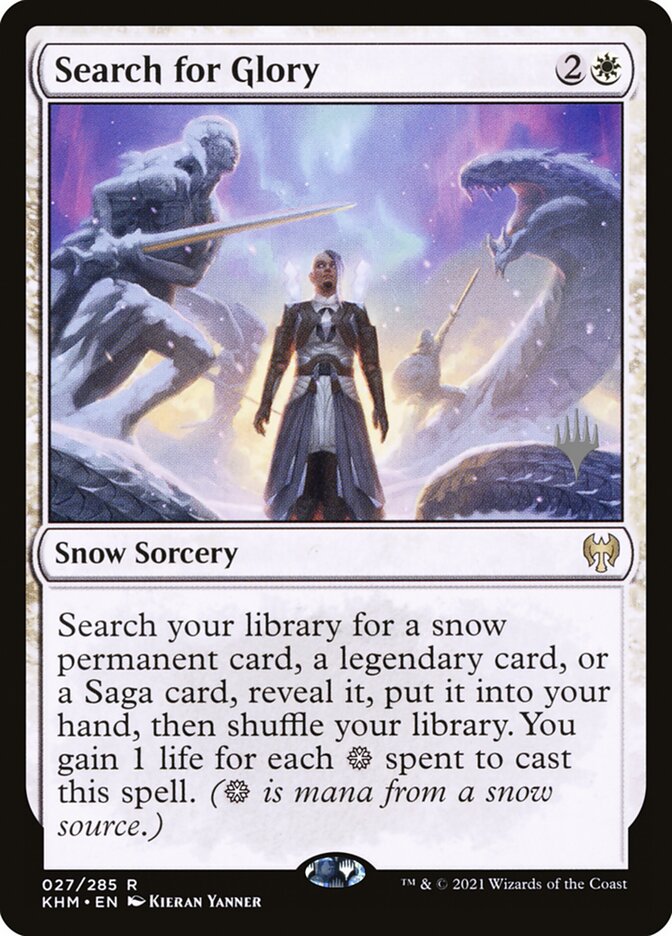 Search for Glory 2
Snow Sorcery
Search your library for a snow
permanent card, a legendary card, or
a Saga card, reveal it, put it into your
hand, then shuffle your library. You
gain 1 life for each spent to cast
this spell. ( is mana from a snow
source.)
027/285 R
KHM • EN Kieran Yanner
™ & © 2021 Wizards of the Coast